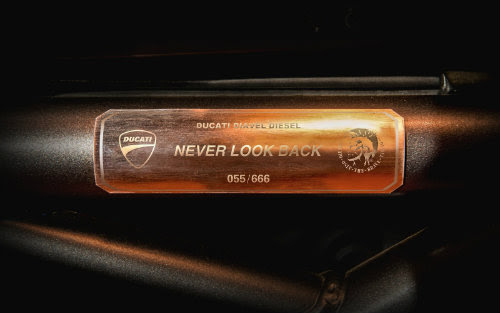 DUCATI DIAVEL DIESEL
DUCATI
NEVER LOOK BACK
055/666